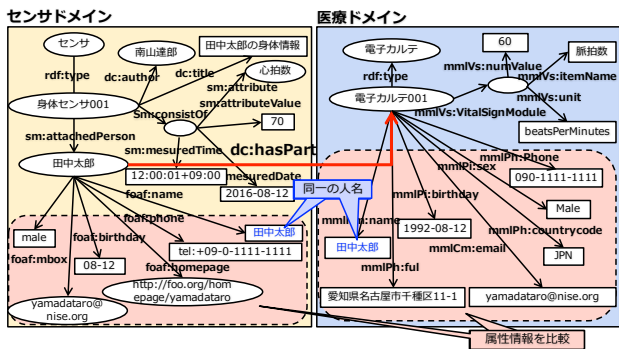 センサドメイン
医療ドメイン
センサ
南山達郎
田中太郎の身体情報
rdf:type
dc:author
dc:title
心拍数
sm:attribute
身体センサ001
sm:consistOf
sm:attributeValue
70
sm:attachedPerson
sm:mesuredTime
dc:hasPart
田中太郎
12:00:01+09:00
mesuredDate
2016-08-12
foaf:name
同一の人名
foaf:phone
male
foaf:birthday
田中太郎
foaf:mbox
08-12
tel:+09-0-1111-1111
foaf:homepage
yamadataro@
nise.org
http://foo.org/hom
epage/yamadataro
電子カルテ
60
脈拍数
mmlVs:numValue
mmlVs:itemName
rdf:type
電子カルテ001
mmlVs:unit
mmlVs:VitalSignModule
beatsPerMinutes
mmlPh:Phone
mmlPi:sex
090-1111-1111
mmlPi:birthday
Male
name
1992-08-12
mmlPh:countrycode
田中太郎
mmlCm:email
JPN
mmlPh:ful
愛知県名古屋市千種区11-1
yamadataro@nise.org
属性情報を比較